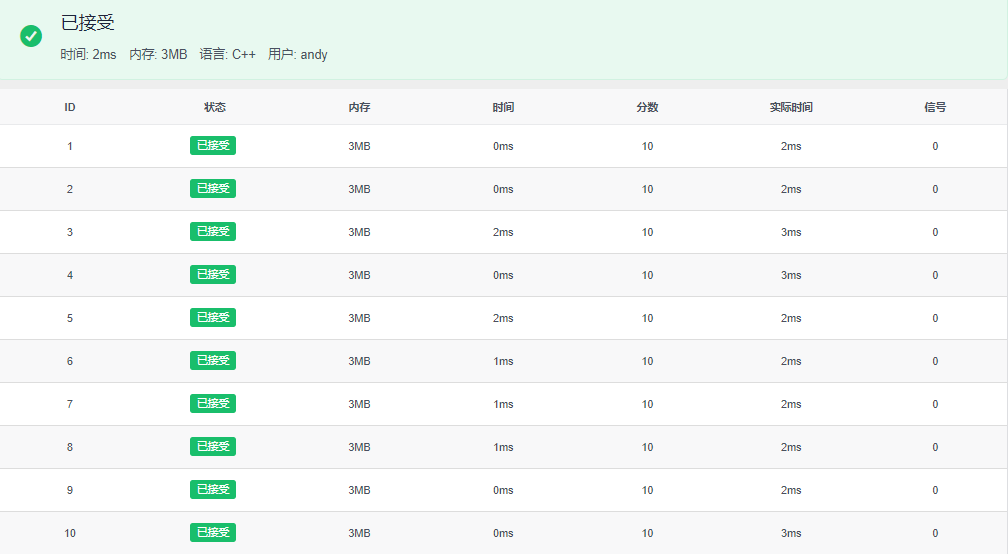 已接受
时间: 2ms 内存: 3MB 语言: C++ 用户: andy
ID 状态 内存 时间 分数 实际时间 信号
1 已接受 3MB 0ms 10 2ms 0
2 已接受 3MB 0ms 10 2ms 0
3 已接受 3MB 2ms 10 3ms 0
4 已接受 3MB 0ms 10 3ms 0
5 已接受 3MB 2ms 10 2ms 0
6 已接受 3MB 1ms 10 2ms 0
7 已接受 3MB 1ms 10 2ms 0
8 已接受 3MB 1ms 10 2ms 0
9 已接受 3MB 0ms 10 2ms 0
10 已接受 3MB 0ms 10 3ms 0